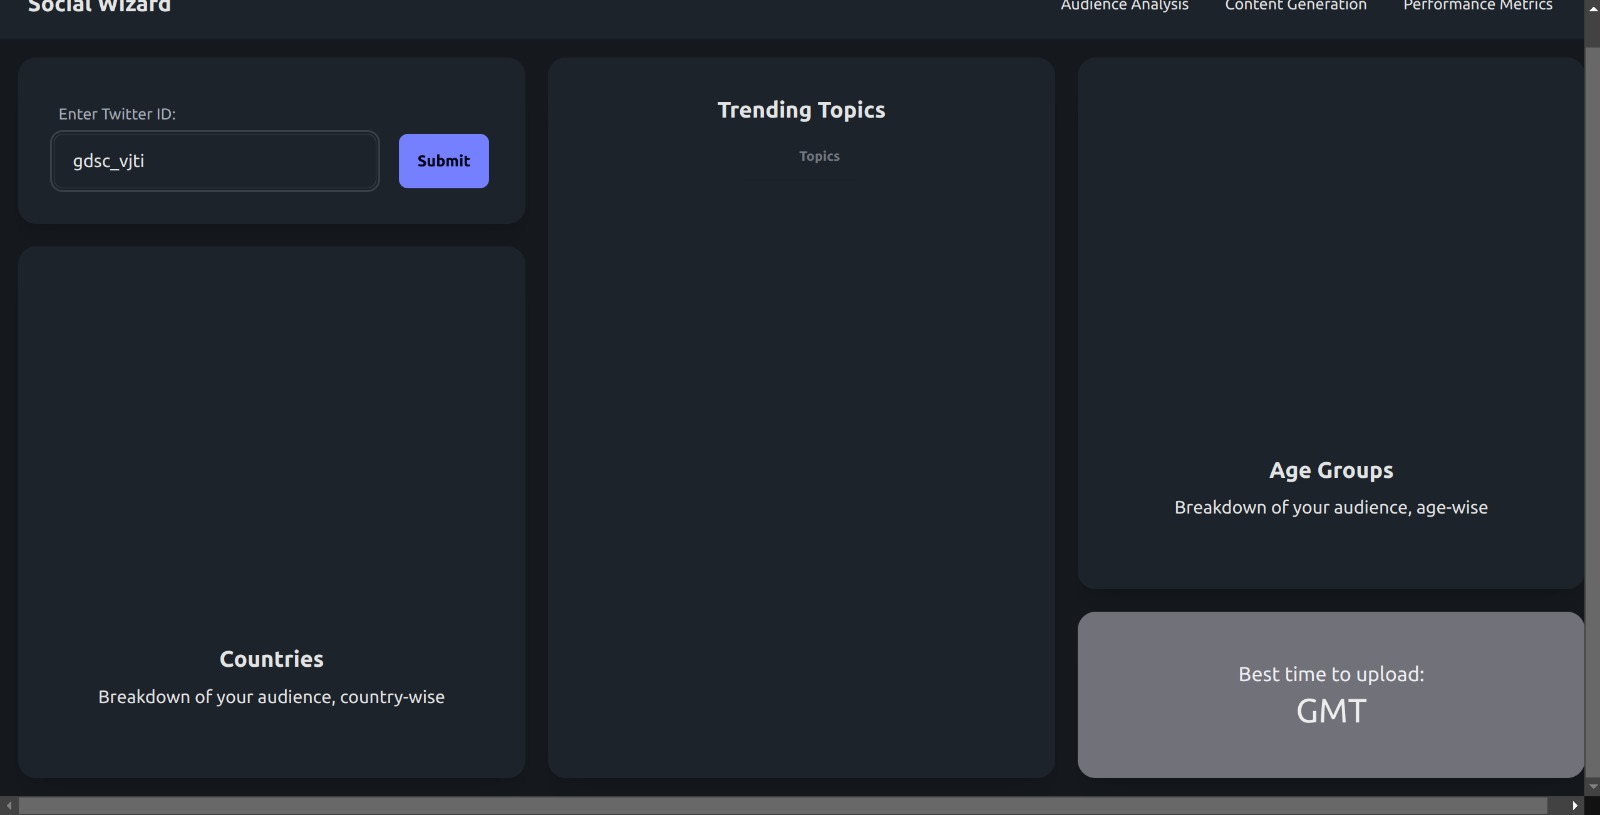 Social Wizard
Audience Analysis
Content Generation
Performance Metrics
Enter Twitter ID:
gdsc_vjti
Submit
Countries
Breakdown of your audience, country-wise
Trending Topics
Topics
Age Groups
Breakdown of your audience, age-wise
Best time to upload:
GMT